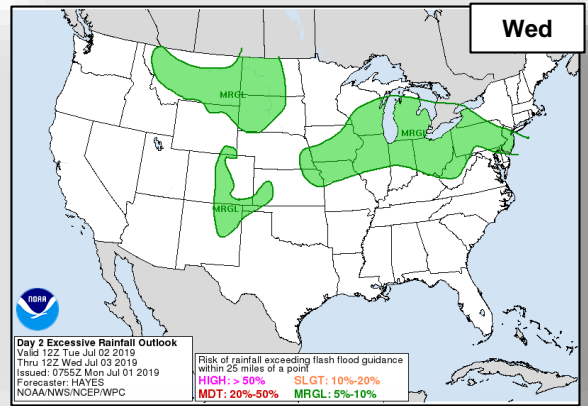 Wed
MRGL
MRGL
MRGL
NOAA
Day 2 Excessive Rainfall Outlook
Valid 12Z Tue Jul 02 2019
Thru 12Z Wed Jul 03 2019
Issued: 0755Z Mon Jul 01 2019
Forecaster: HAYES
NOAA/NWS/NCEP/WPC
Risk of rainfall exceeding flash flood guidance
within 25 miles of a point
HIGH: > 50% SLGT: 10%-20%
MDT: 20%-50% MRGL: 5%-10%